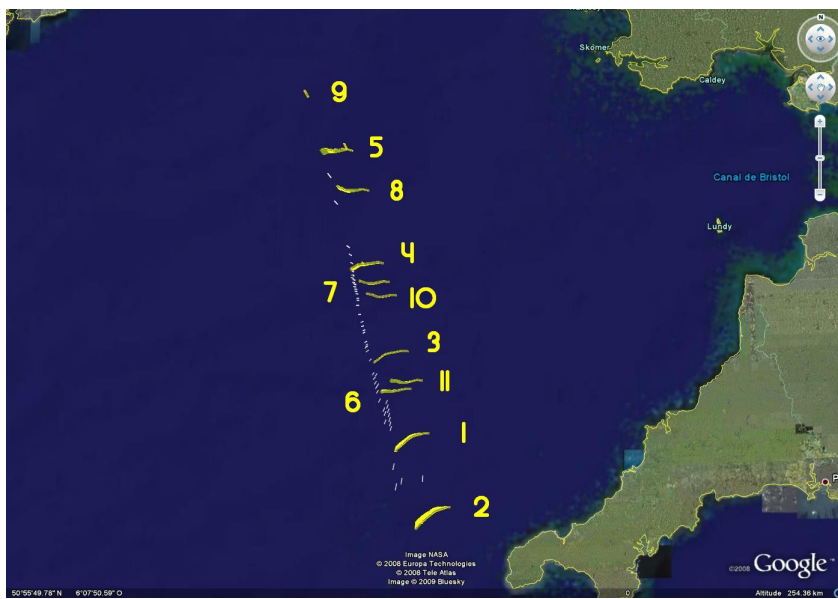 Skomer
Caldey
N
9
5
8
Canal de Bristol
Lundy
4
7
10
3
11
6
1
2
P
Image NASA
© 2008 Europa Technologies
© 2008 Tele Atlas
Image © 2009 Bluesky
©2008 Google™
50°55'49.78" N 6°07'50.59" O
0
Altitude 254.36 km